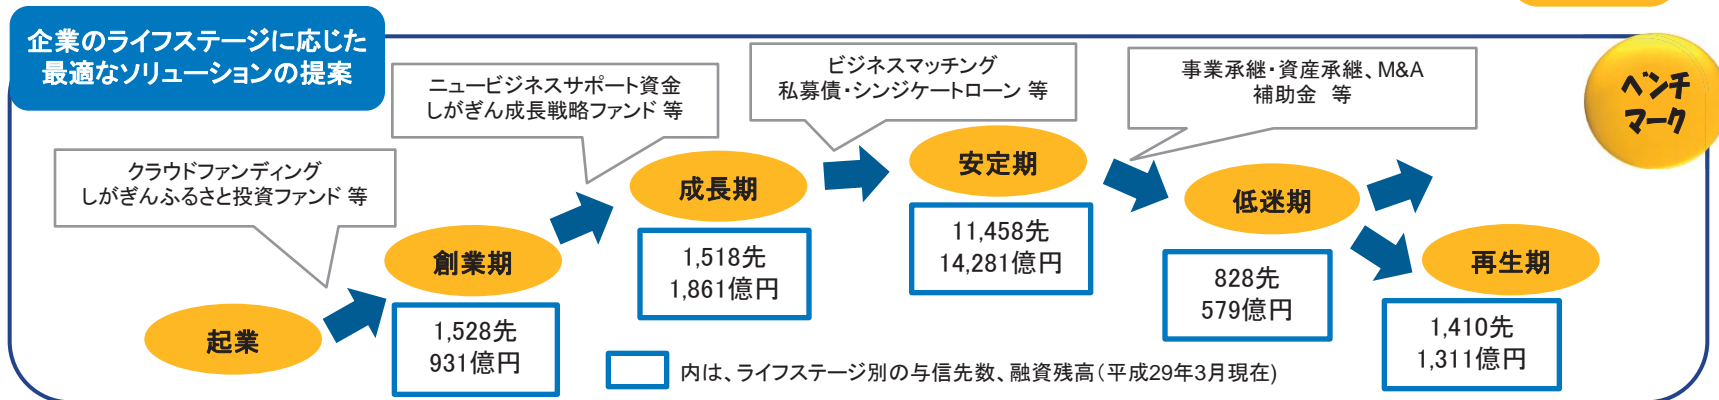 企業のライフステージに応じた
最適なソリューションの提案
クラウドファンディング
しがぎんふるさと投資ファンド 等
ニュービジネスサポート資金
しがぎん成長戦略ファンド 等
ビジネスマッチング
私募債・シンジケートローン 等
事業承継・資産承継、M&A
補助金 等
ベンチ
マーク
起業
創業期
1,528先
931億円
成長期
1,518先
1,861億円
安定期
11,458先
14,281億円
低迷期
828先
579億円
再生期
1,410先
1,311億円
内は、ライフステージ別の与信先数、融資残高(平成29年3月現在)